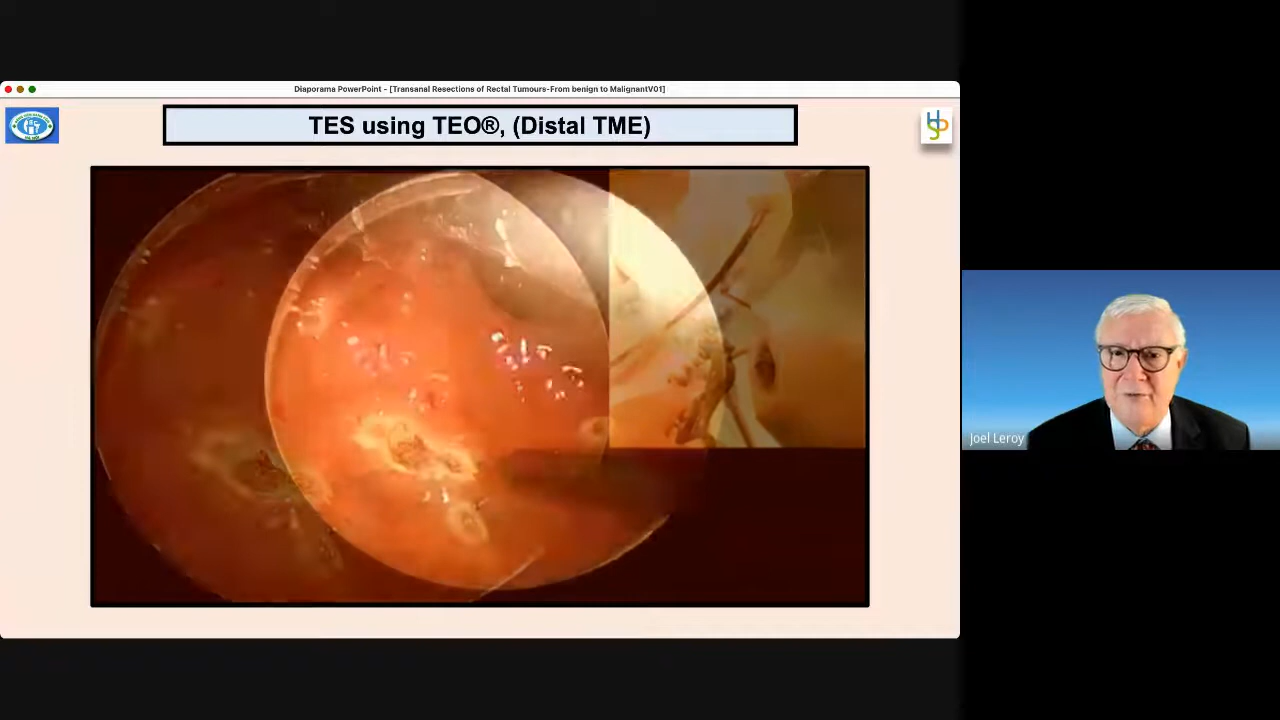 Diaporama PowerPoint - [Transanal Resections of Rectal Tumours-From benign to MalignantV01]
TES using TEO®, (Distal TME)
Joel Leroy